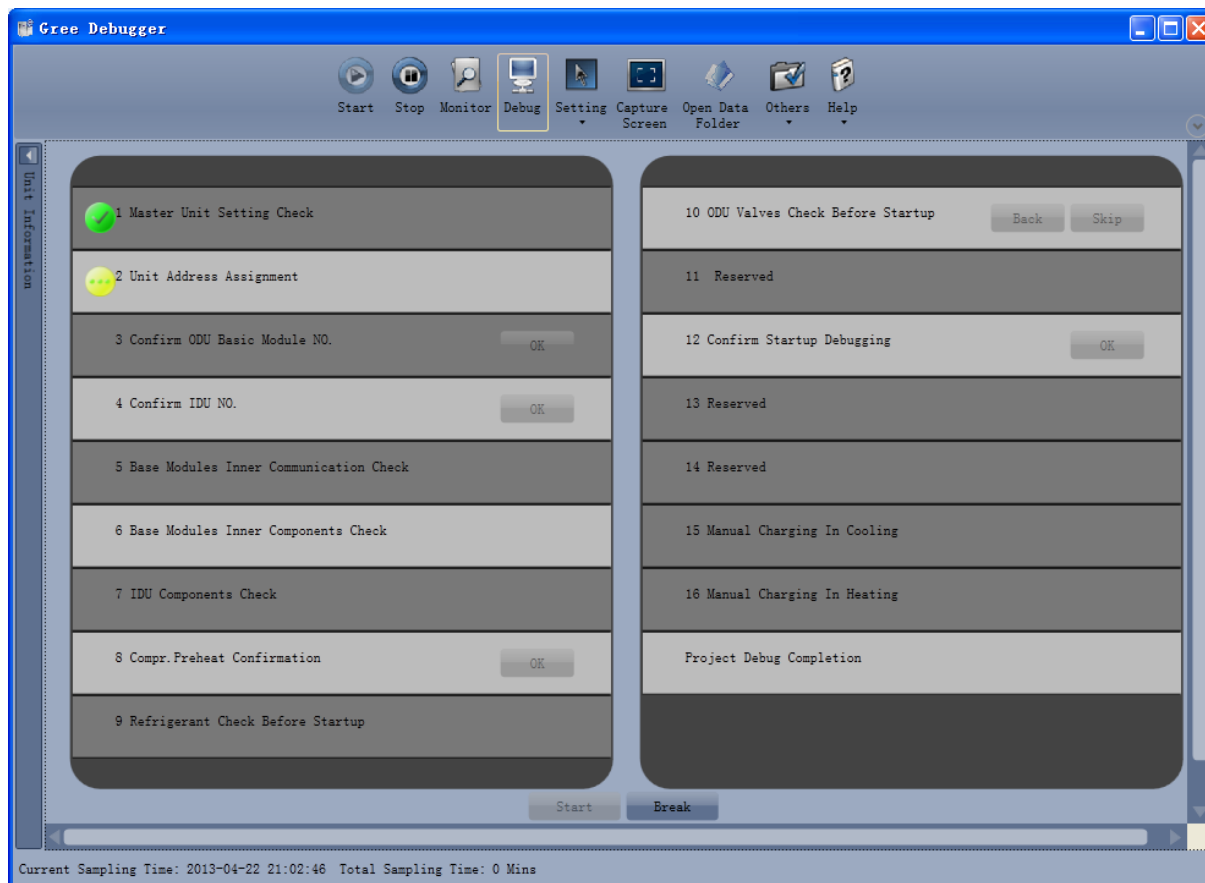 Gree Debugger
Start Stop Monitor Debug Setting Capture Screen Open Data Folder Others Help
Unit Information
1 Master Unit Setting Check
2 Unit Address Assignment
3 Confirm ODU Basic Module NO. OK
4 Confirm IDU NO. OK
5 Base Modules Inner Communication Check
6 Base Modules Inner Components Check
7 IDU Components Check
8 Compr.Preheat Confirmation OK
9 Refrigerant Check Before Startup
10 ODU Valves Check Before Startup Back Skip
11 Reserved
12 Confirm Startup Debugging OK
13 Reserved
14 Reserved
15 Manual Charging In Cooling
16 Manual Charging In Heating
Project Debug Completion
Start Break
Current Sampling Time: 2013-04-22 21:02:46 Total Sampling Time: 0 Mins